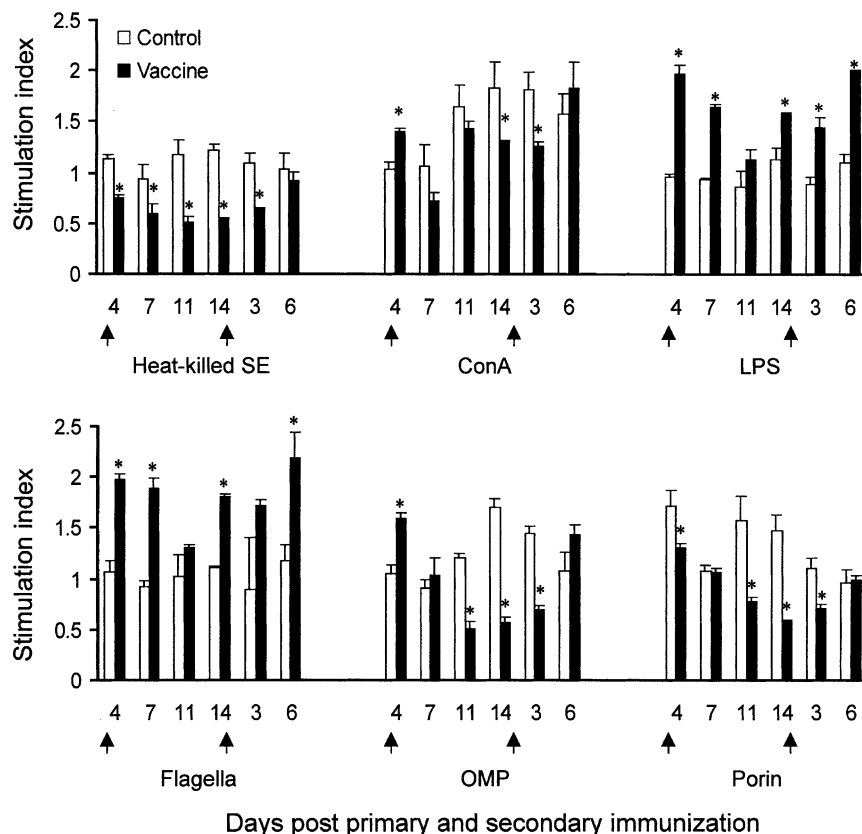 Stimulation index
2.5
2
1.5
1
0.5
0
Control
Vaccine
* * * * *
* * *
* * * * *
4 7 11 14 3 6
4 7 11 14 3 6
4 7 11 14 3 6
Heat-killed SE
ConA
LPS
Stimulation index
2.5
2
1.5
1
0.5
0
* * * *
* * * *
* * * *
4 7 11 14 3 6
4 7 11 14 3 6
4 7 11 14 3 6
Flagella
OMP
Porin
Days post primary and secondary immunization